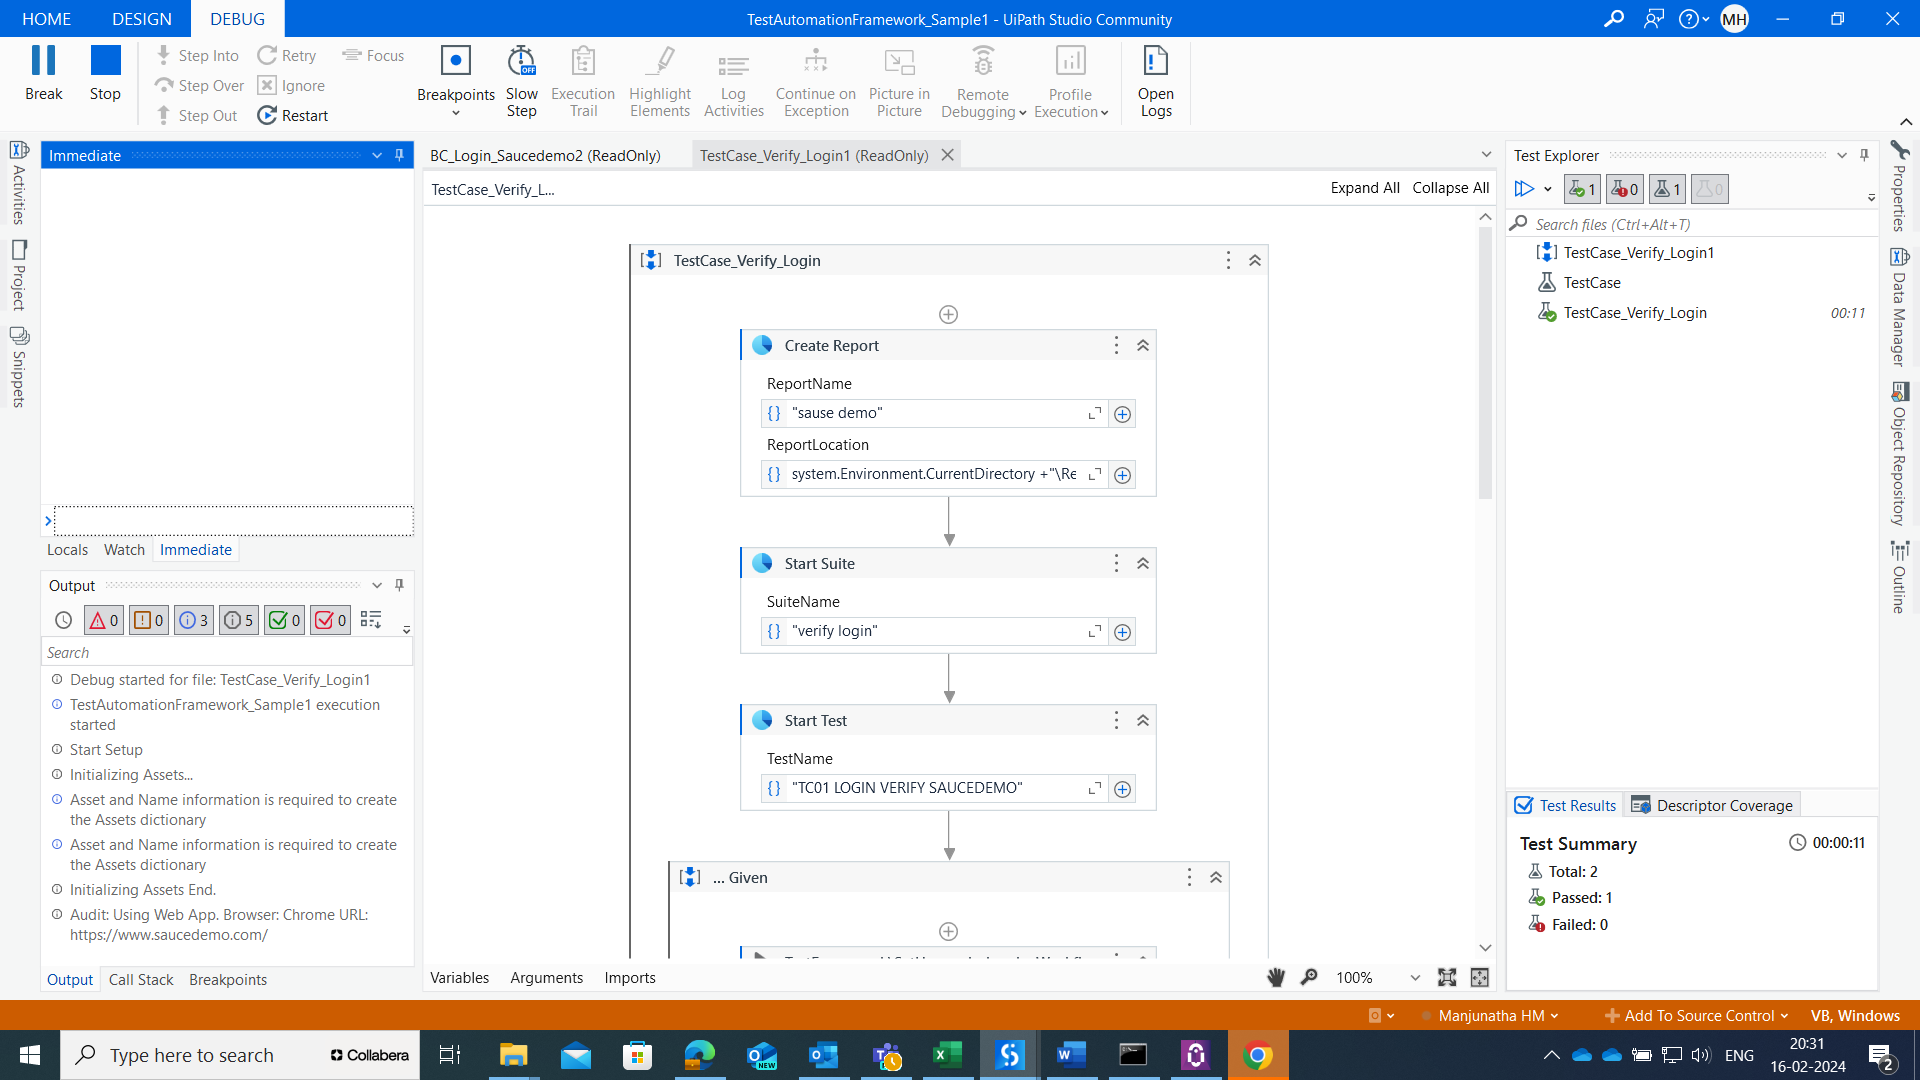 HOME DESIGN DEBUG
TestAutomationFramework_Sample1 - UiPath Studio Community
MH
Break
Stop
Step Into
Step Over
Step Out
Retry
Ignore
Restart
Focus
Breakpoints
OFF
Slow
Step
Execution
Trail
Highlight
Elements
Log
Activities
Continue on
Exception
Picture in
Picture
Remote
Debugging
Profile
Execution
Open
Logs
Activities
Project
Snippets
Immediate
Locals Watch Immediate
Output
0 0 3 5 0 0
Search
Debug started for file: TestCase_Verify_Login1
TestAutomationFramework_Sample1 execution
started
Start Setup
Initializing Assets...
Asset and Name information is required to create
the Assets dictionary
Asset and Name information is required to create
the Assets dictionary
Initializing Assets End.
Audit: Using Web App. Browser: Chrome URL:
https://www.saucedemo.com/
Output Call Stack Breakpoints
BC_Login_Saucedemo2 (ReadOnly) TestCase_Verify_Login1 (ReadOnly)
TestCase_Verify_L...
Expand All Collapse All
TestCase_Verify_Login
Create Report
ReportName
"sause demo"
ReportLocation
system.Environment.CurrentDirectory +"\Re
Start Suite
SuiteName
"verify login"
Start Test
TestName
"TC01 LOGIN VERIFY SAUCEDEMO"
... Given
Variables Arguments Imports
100%
Test Explorer
1 0 1 0
Search files (Ctrl+Alt+T)
TestCase_Verify_Login1
TestCase
TestCase_Verify_Login 00:11
Test Results Descriptor Coverage
Test Summary 00:00:11
Total: 2
Passed: 1
Failed: 0
Properties
Data Manager
Object Repository
Outline
0 Manjunatha HM Add To Source Control VB, Windows
Type here to search
Collabera
NEW
ENG
20:31
16-02-2024
2